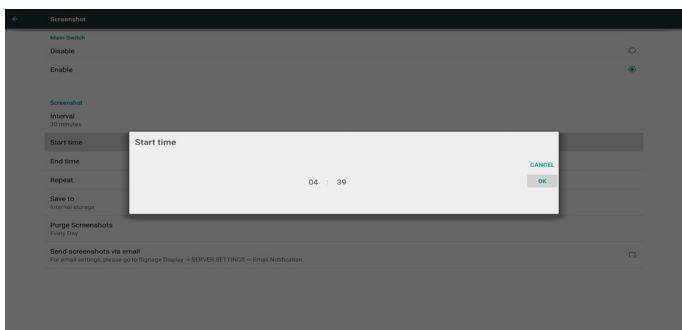 Screenshot
Main Switch
Disable
Enable
Screenshot
Interval
30 minutes
Start time
Start time
End time
CANCEL
Repeat
04 : 39
OK
Save to
Internal storage
Purge Screenshots
Every Day
Send screenshots via email
For email settings, please go to Signage Display -> SERVER SETTINGS -> Email Notification.